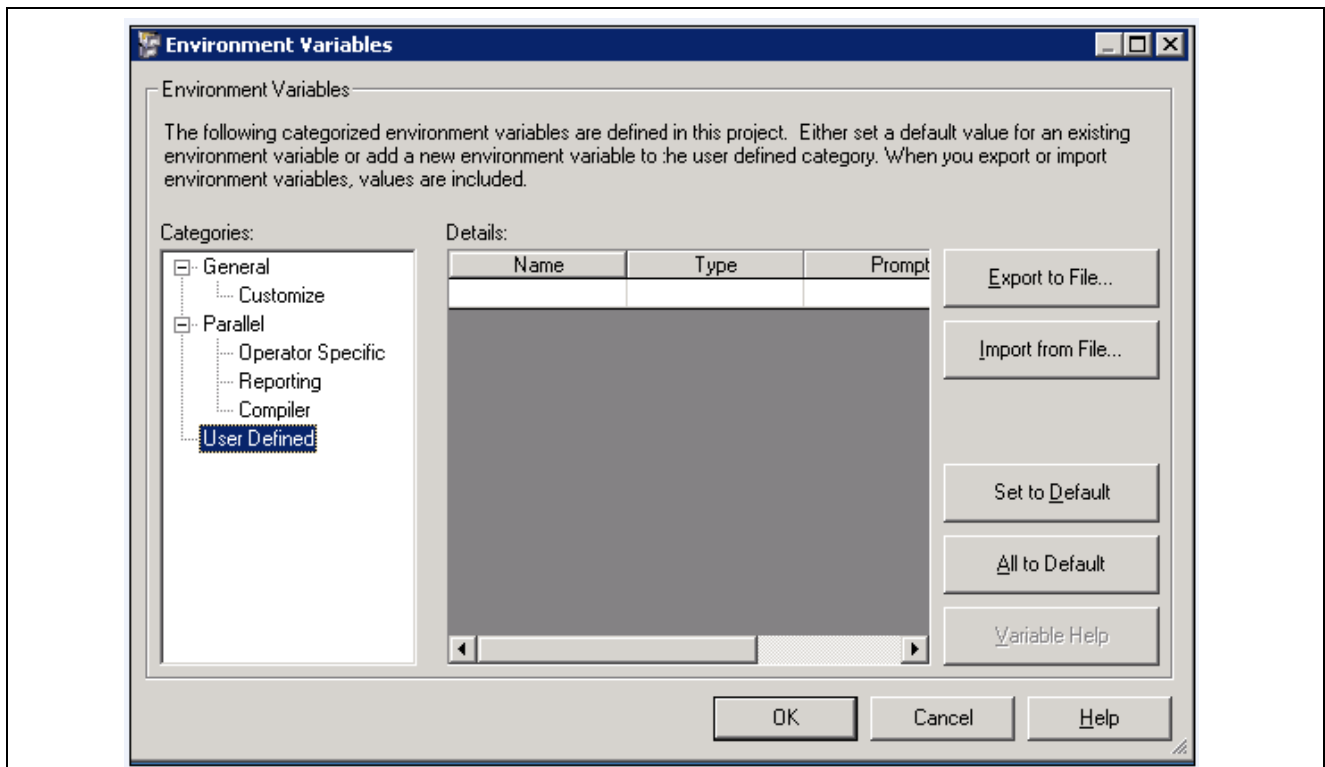 Environment Variables
Environment Variables
The following categorized environment variables are defined in this project. Either set a default value for an existing
environment variable or add a new environment variable to the user defined category. When you export or import
environment variables, values are included.
Categories:
General
Customize
Parallel
Operator Specific
Reporting
Compiler
User Defined
Details:
Name Type Prompt
Export to File...
Import from File...
Set to Default
All to Default
Variable Help
OK Cancel Help